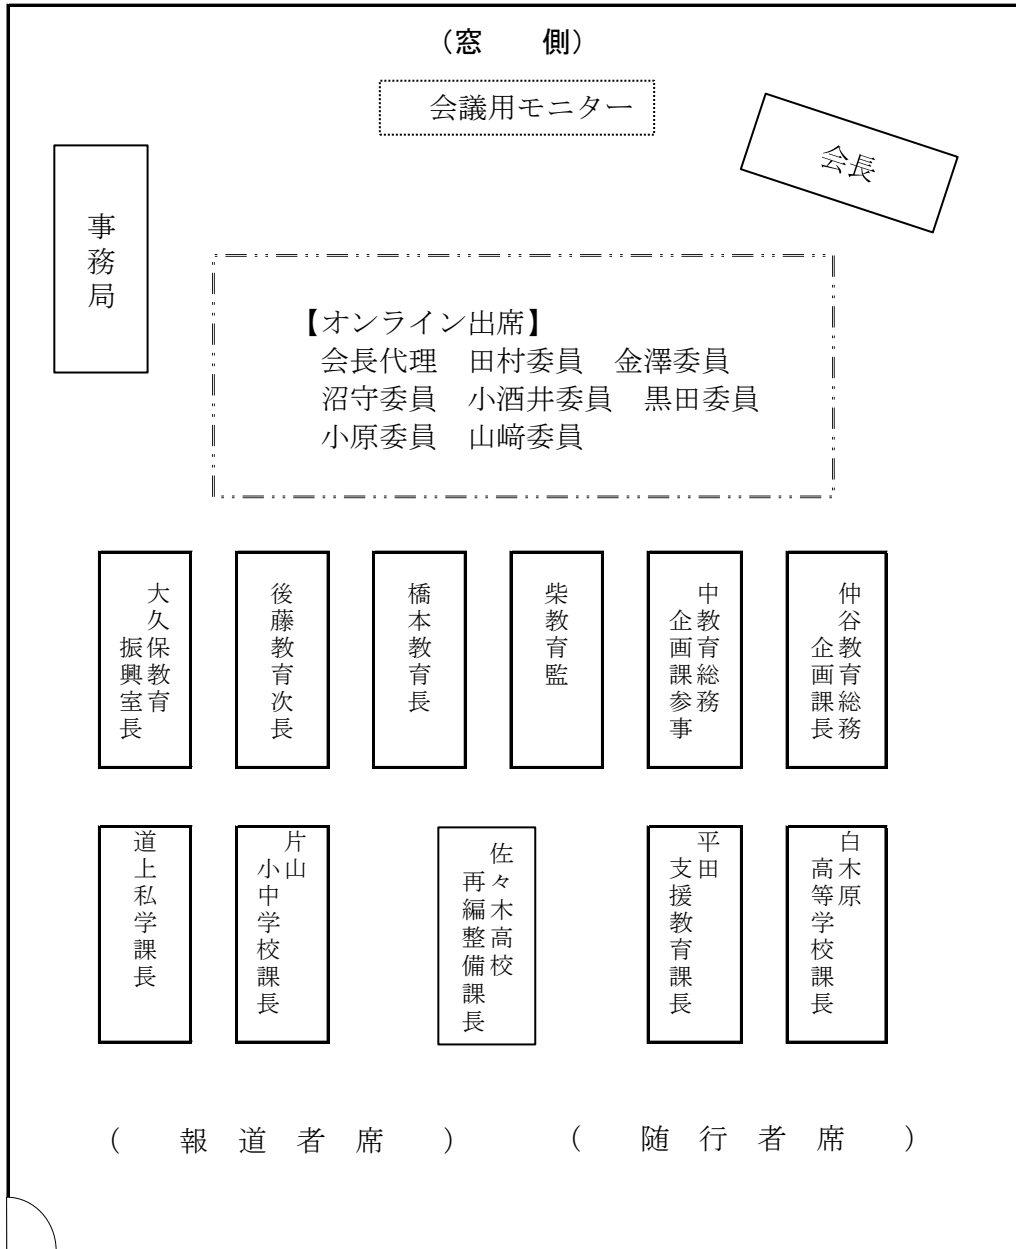 （窓　　側）
会議用モニター
会長
事務局
【オンライン出席】
会長代理　田村委員　金澤委員
沼守委員　小酒井委員　黒田委員
小原委員　山﨑委員
大久保教育
振興室長
後藤教育次長
橋本教育長
柴教育監
中教育総務
企画課参事
仲谷教育総務
企画課長
道上私学課長
片山
小中学校課長
佐々木高校
再編整備課長
平田
支援教育課長
白木原
高等学校課長
（　報　道　者　席　）　　（　随　行　者　席　）